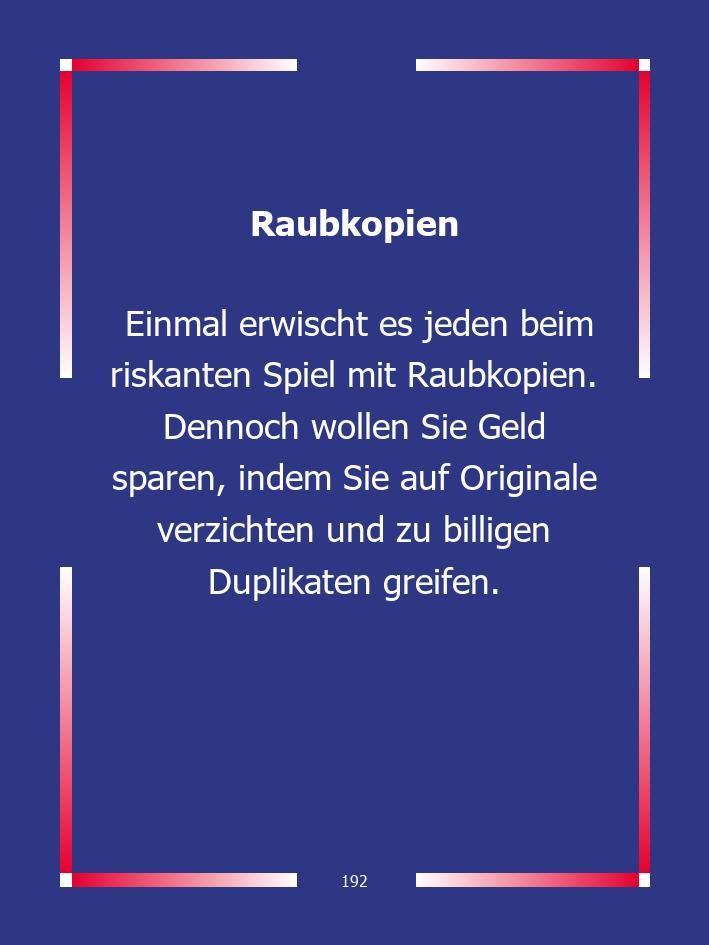 Raubkopien
Einmal erwischt es jeden beim
riskanten Spiel mit Raubkopien.
Dennoch wollen Sie Geld
sparen, indem Sie auf Originale
verzichten und zu billigen
Duplikaten greifen.
192